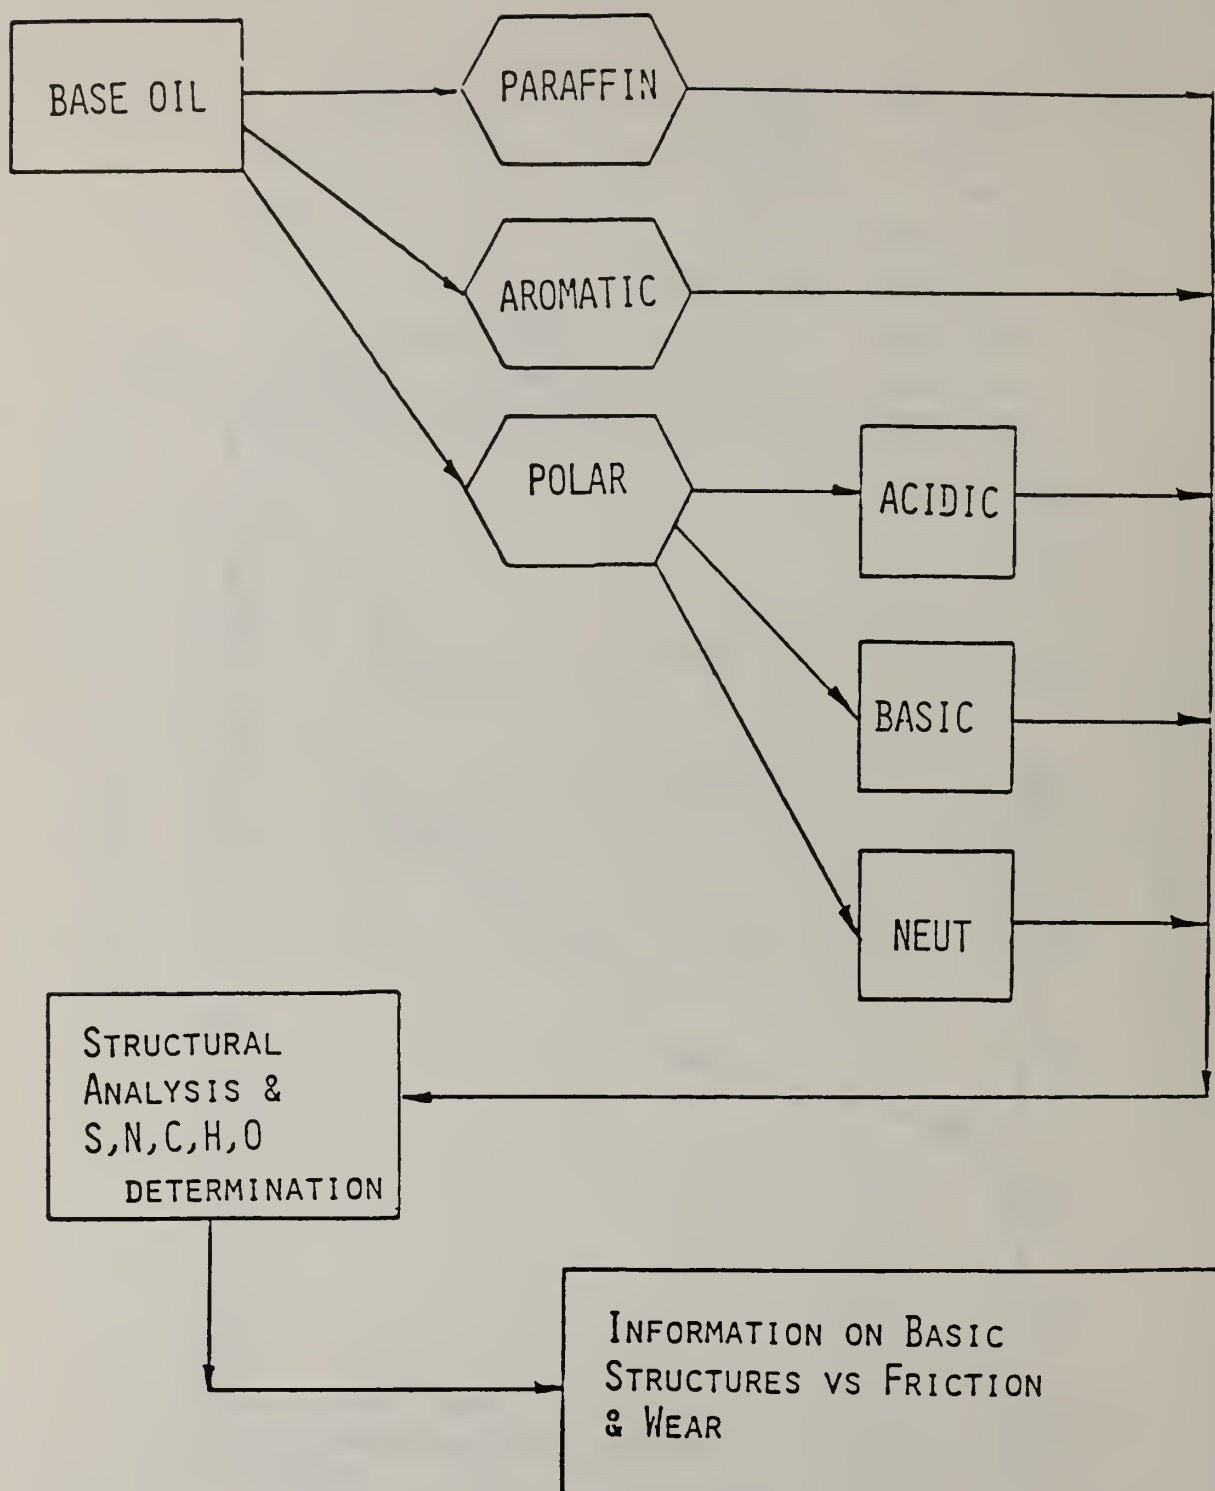 BASE OIL
PARAFFIN
AROMATIC
POLAR
ACIDIC
BASIC
NEUT
STRUCTURAL
ANALYSIS &
S,N,C,H,O
DETERMINATION
INFORMATION ON BASIC
STRUCTURES VS FRICTION
& WEAR